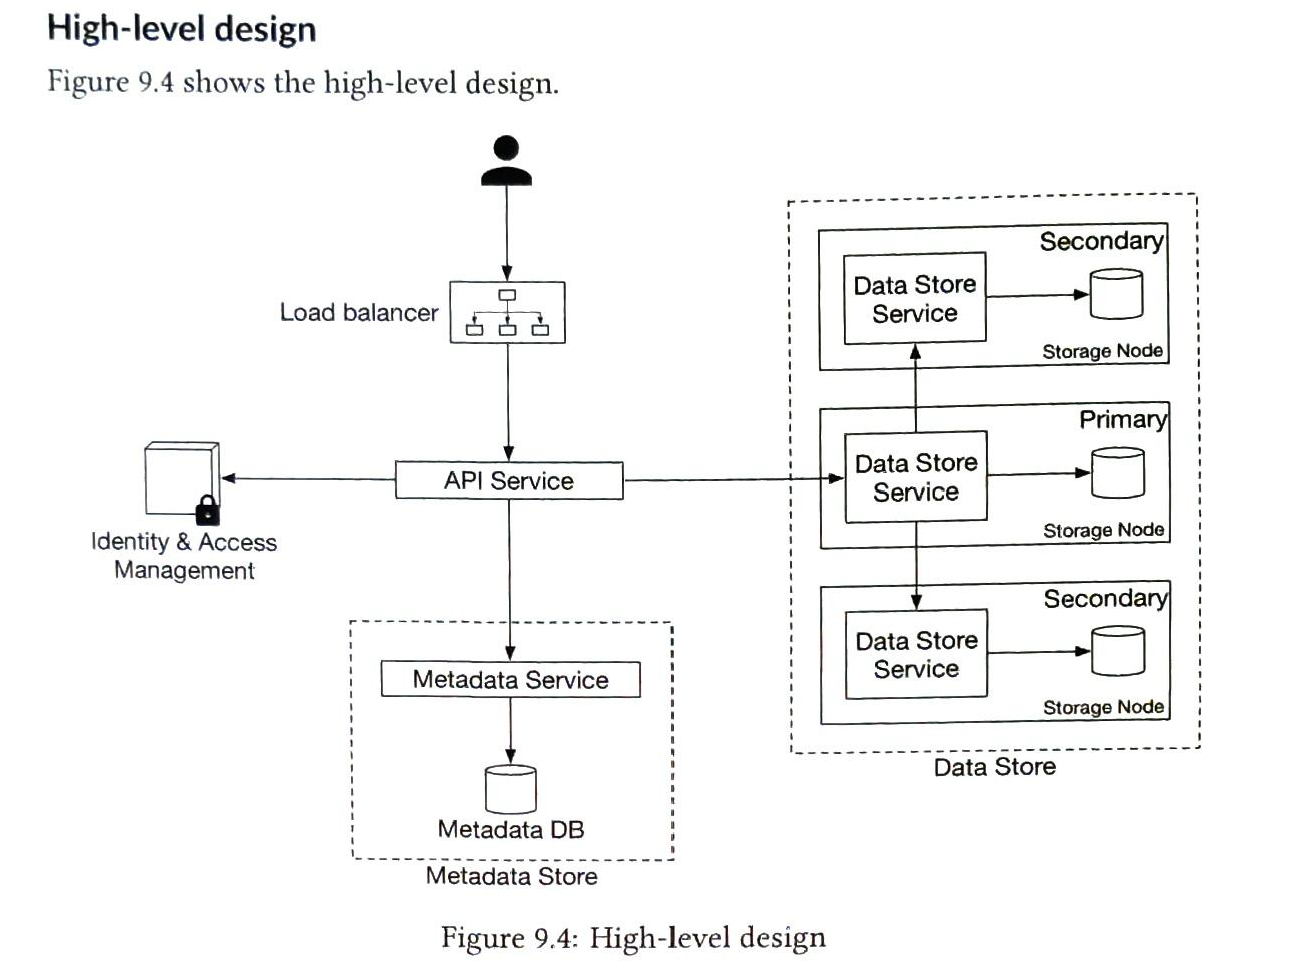 High-level design
Figure 9.4 shows the high-level design.
Load balancer
API Service
Identity & Access
Management
Metadata Service
Metadata DB
Metadata Store
Secondary
Data Store
Service
Storage Node
Primary
Data Store
Service
Storage Node
Secondary
Data Store
Service
Storage Node
Data Store
Figure 9.4: High-level design